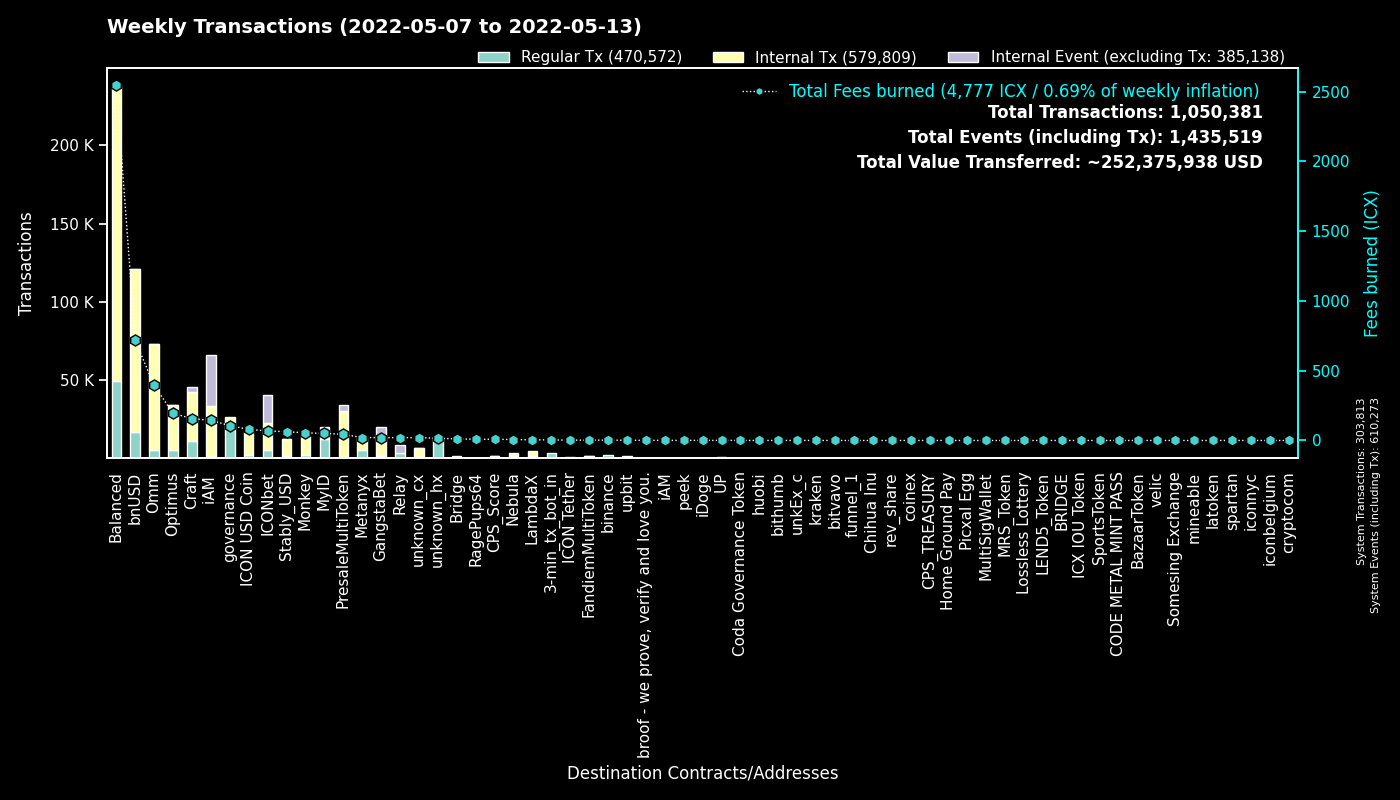 Weekly Transactions (2022-05-07 to 2022-05-13)
Regular Tx (470,572)
Internal Tx (579,809)
Internal Event (excluding Tx: 385,138)
Total Fees burned (4,777 ICX / 0.69% of weekly inflation)
Total Transactions: 1,050,381
Total Events (including Tx): 1,435,519
Total Value Transferred: ~252,375,938 USD
Transactions
200 K
150 K
100 K
50 K
2500
2000
1500
1000
500
0
Fees burned (ICX)
System Transactions: 303,813
System Events (including Tx): 610,273
Balanced
bnUSD
Omm
Optimus
Craft
iAM
governance
ICON USD Coin
ICONbet
Stably_USD
Monkey
MyID
PresaleMultiToken
Metanyx
GangstaBet
Relay
unknown_cx
unknown_hx
Bridge
RagePups64
CPS_Score
Nebula
LambdaX
3-min_tx_bot_in
ICON_Tether
FandiemMultiToken
binance
upbit
broof - we prove, verify and love you.
iAM
peek
iDoge
UP
Coda Governance Token
huobi
bithumb
unkEx_c
kraken
bitvavo
funnel_1
Chihua Inu
rev_share
coinex
CPS_TREASURY
Home Ground Pay
Picxal Egg
MultiSigWallet
MRS_Token
Lossless Lottery
LEND5 Token
BRIDGE
ICX IOU Token
SportsToken
CODE METAL MINT PASS
BazaarToken
velic
Somesing Exchange
mineable
latoken
spartan
iconnyc
iconbelgium
cryptocom
Destination Contracts/Addresses